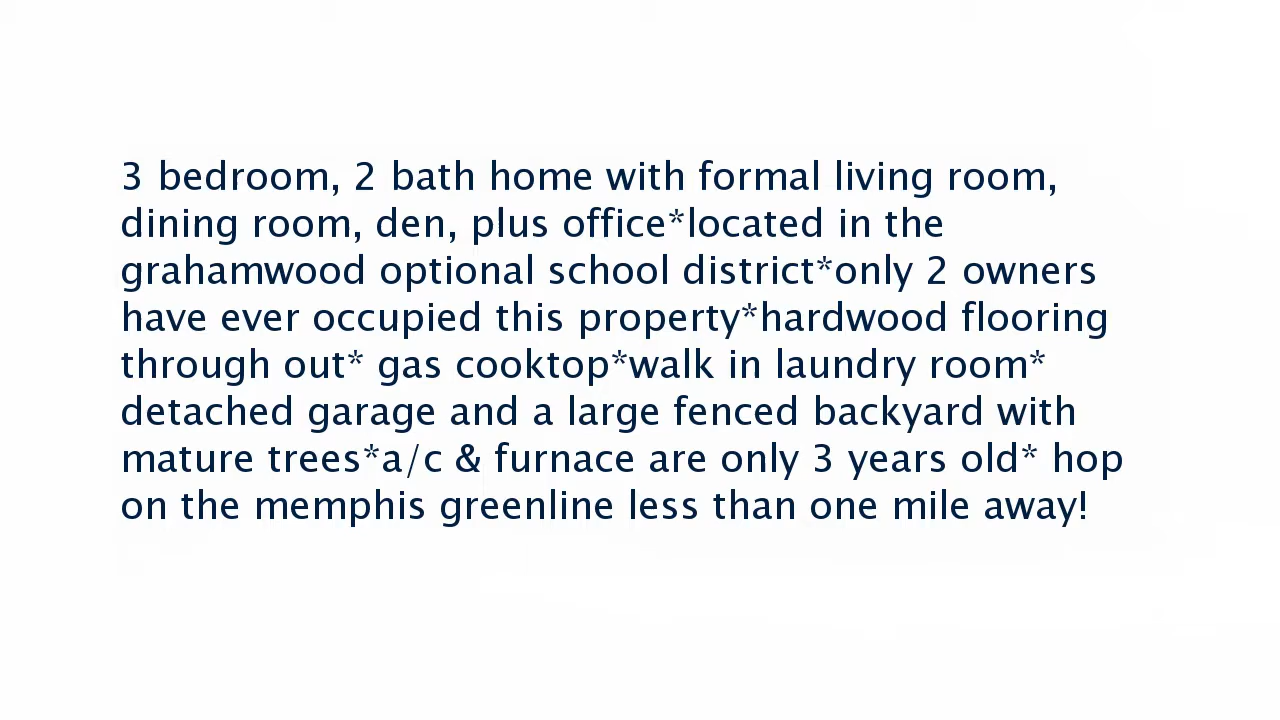 3 bedroom, 2 bath home with formal living room,
dining room, den, plus office*located in the
grahamwood optional school district*only 2 owners
have ever occupied this property*hardwood flooring
through out* gas cooktop*walk in laundry room*
detached garage and a large fenced backyard with
mature trees*a/c & furnace are only 3 years old* hop
on the memphis greenline less than one mile away!